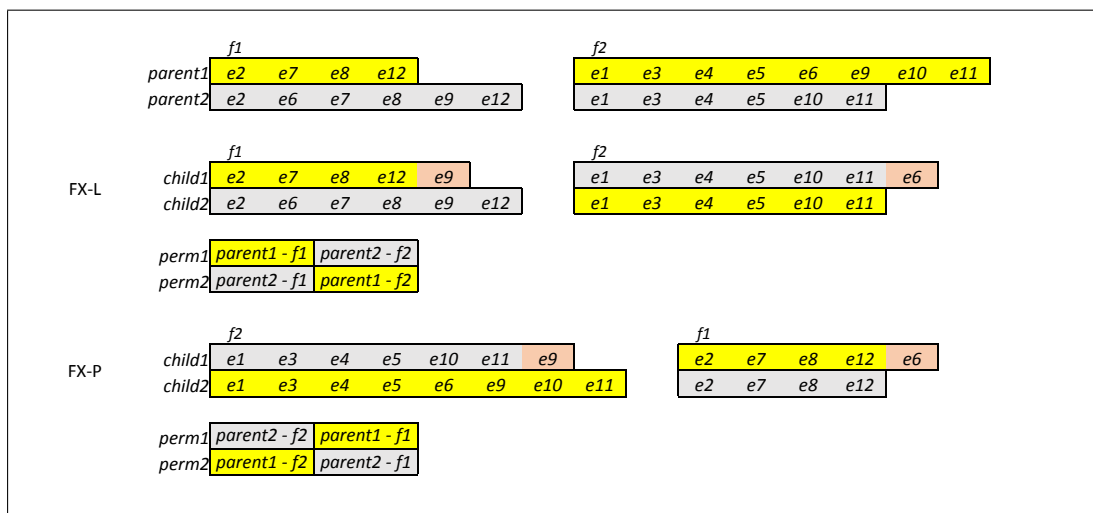 f1 f2
parent1 e2 e7 e8 e12 e1 e3 e4 e5 e6 e9 e10 e11
parent2 e2 e6 e7 e8 e9 e12 e1 e3 e4 e5 e10 e11
f1 f2
FX-L
child1 e2 e7 e8 e12 e9 e1 e3 e4 e5 e10 e11 e6
child2 e2 e6 e7 e8 e9 e12 e1 e3 e4 e5 e10 e11
perm1 parent1 - f1 parent2 - f2
perm2 parent2 - f1 parent1 - f2
f2 f1
FX-P
child1 e1 e3 e4 e5 e10 e11 e9 e2 e7 e8 e12 e6
child2 e1 e3 e4 e5 e6 e9 e10 e11 e2 e7 e8 e12
perm1 parent2 - f2 parent1 - f1
perm2 parent1 - f2 parent2 - f1